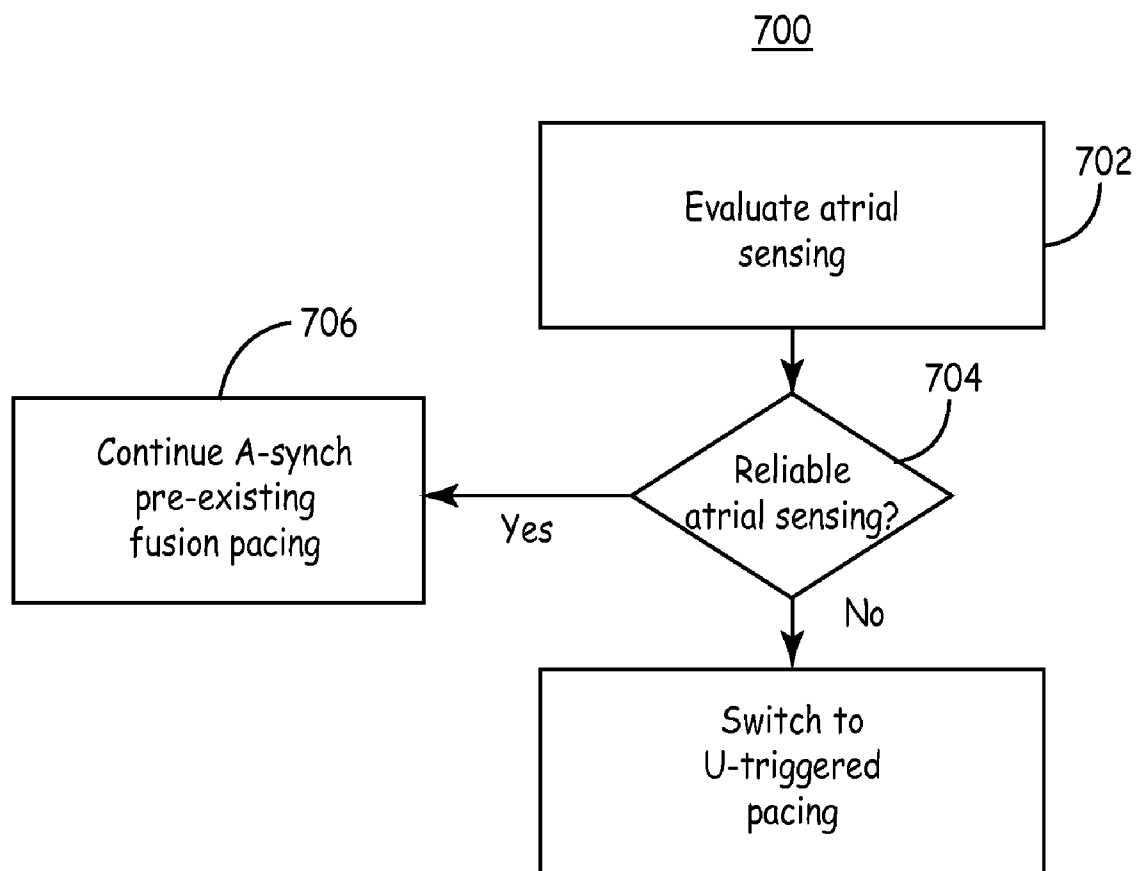 700
702
Evaluate atrial
sensing
704
706
Reliable
atrial sensing?
Continue A-synch
pre-existing
fusion pacing
Yes
No
Switch to
U-triggered
pacing